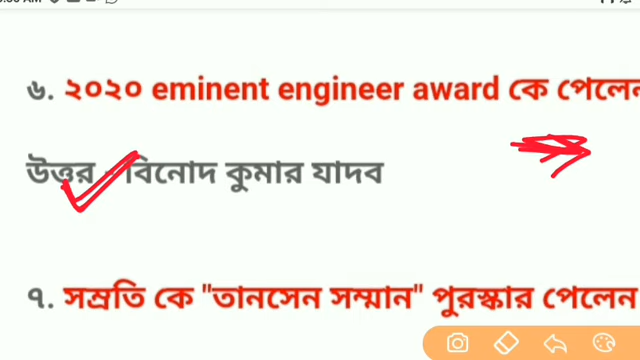 ৬. ২০২০ eminent engineer award কে পেলেন
উত্তর - বিনোদ কুমার যাদব
৭. সম্প্রতি কে "তানসেন সম্মান" পুরস্কার পেলেন